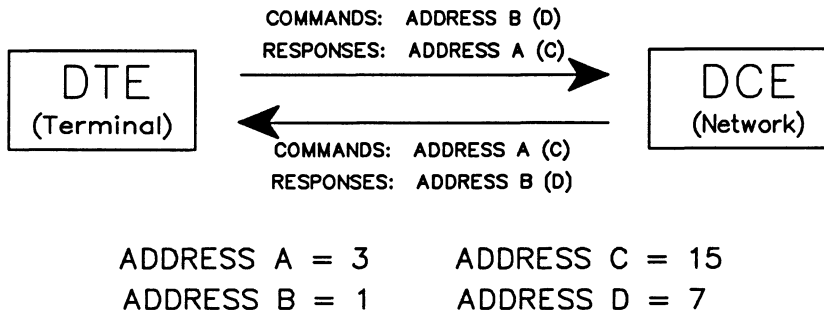 COMMANDS: ADDRESS B (D)
RESPONSES: ADDRESS A (C)
DTE
(Terminal)
DCE
(Network)
COMMANDS: ADDRESS A (C)
RESPONSES: ADDRESS B (D)
ADDRESS A = 3 ADDRESS C = 15
ADDRESS B = 1 ADDRESS D = 7